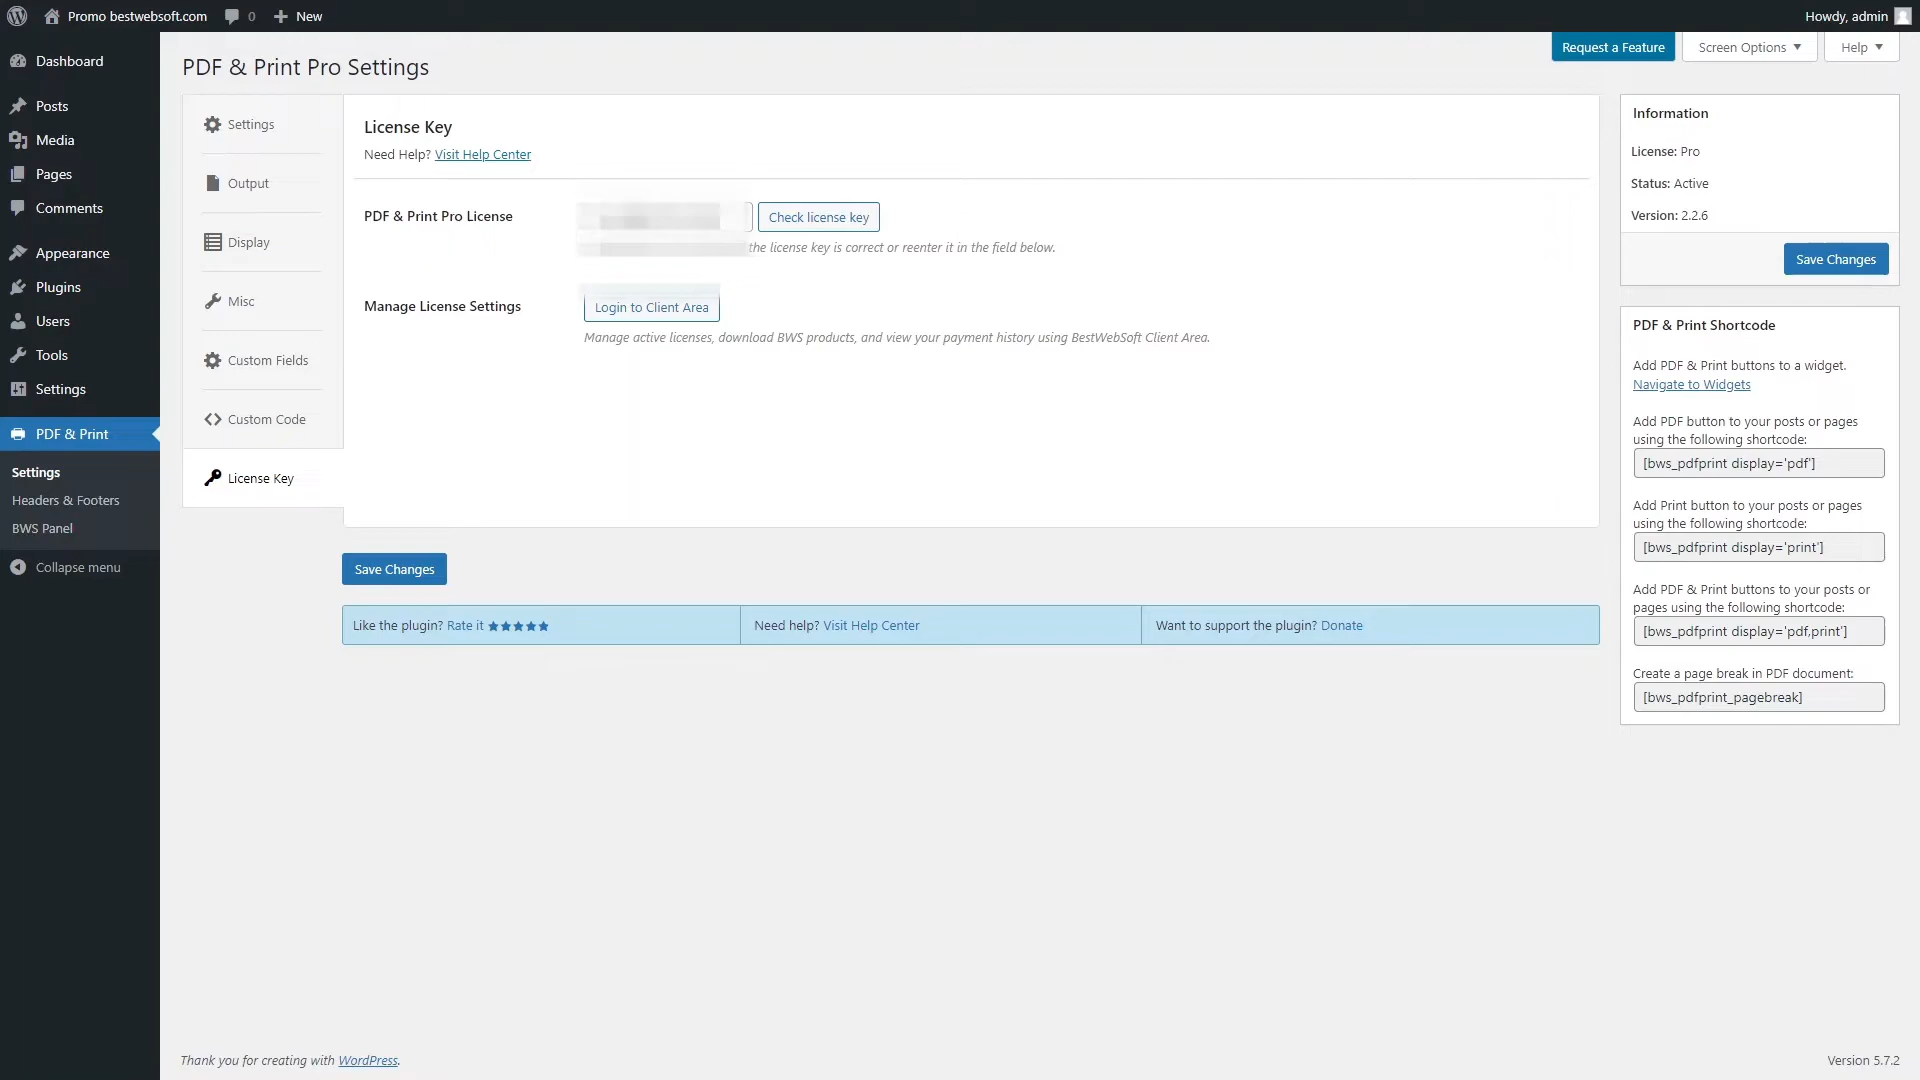 Promo bestwebsoft.com
0
New
Howdy, admin
Dashboard
Posts
Media
Pages
Comments
Appearance
Plugins
Users
Tools
Settings
PDF & Print
Settings
Headers & Footers
BWS Panel
Collapse menu
Request a Feature
Screen Options
Help
PDF & Print Pro Settings
Settings
Output
Display
Misc
Custom Fields
Custom Code
License Key
License Key
Need Help? Visit Help Center
PDF & Print Pro License
Check license key
the license key is correct or reenter it in the field below.
Manage License Settings
Login to Client Area
Manage active licenses, download BWS products, and view your payment history using BestWebSoft Client Area.
Save Changes
Like the plugin? Rate it ★★★★★
Need help? Visit Help Center
Want to support the plugin? Donate
Information
License: Pro
Status: Active
Version: 2.2.6
Save Changes
PDF & Print Shortcode
Add PDF & Print buttons to a widget.
Navigate to Widgets
Add PDF button to your posts or pages
using the following shortcode:
[bws_pdfprint display='pdf']
Add Print button to your posts or pages
using the following shortcode:
[bws_pdfprint display='print']
Add PDF & Print buttons to your posts or
pages using the following shortcode:
[bws_pdfprint display='pdf,print']
Create a page break in PDF document:
[bws_pdfprint_pagebreak]
Thank you for creating with WordPress.
Version 5.7.2